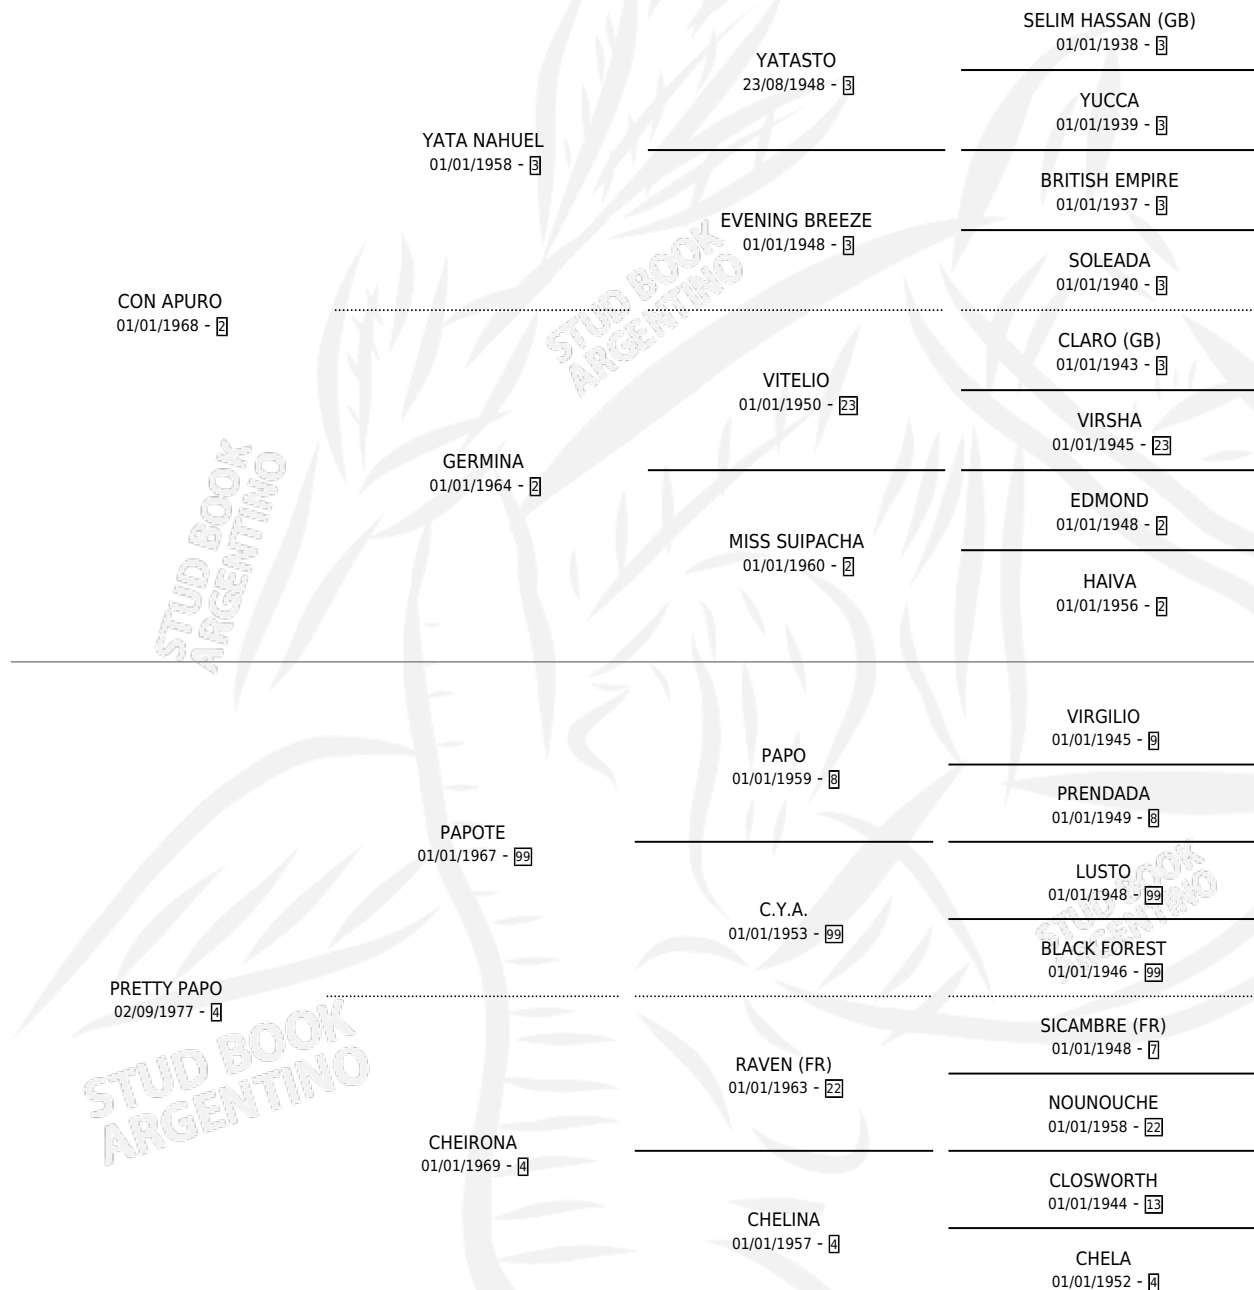 SELIM HASSAN (GB)
01/01/1938 - 3
YATASTO
23/08/1948 - 3
YUCCA
01/01/1939 - 3
YATA NAHUEL
01/01/1958 - 3
BRITISH EMPIRE
01/01/1937 - 3
EVENING BREEZE
01/01/1948 - 3
SOLEADA
01/01/1940 - 3
CON APURO
01/01/1968 - 2
CLARO (GB)
01/01/1943 - 3
VITELIO
01/01/1950 - 23
VIRSHA
01/01/1945 - 23
GERMINA
01/01/1964 - 2
EDMOND
01/01/1948 - 2
MISS SUIPACHA
01/01/1960 - 2
HAIVA
01/01/1956 - 2
VIRGILIO
01/01/1945 - 9
PAPO
01/01/1959 - 8
PRENDADA
01/01/1949 - 8
PAPOTE
01/01/1967 - 99
LUSTO
01/01/1948 - 99
C.Y.A.
01/01/1953 - 99
BLACK FOREST
01/01/1946 - 99
PRETTY PAPO
02/09/1977 - 4
SICAMBRE (FR)
01/01/1948 - 7
RAVEN (FR)
01/01/1963 - 22
NOUNOUCHE
01/01/1958 - 22
CHEIRONA
01/01/1969 - 4
CLOSWORTH
01/01/1944 - 13
CHELINA
01/01/1957 - 4
CHELA
01/01/1952 - 4
STUD BOOK
ARGENTINO
STUD BOOK
ARGENTINO
STUD BOOK
ARGENTINO
STUD BOOK
ARGENTINO